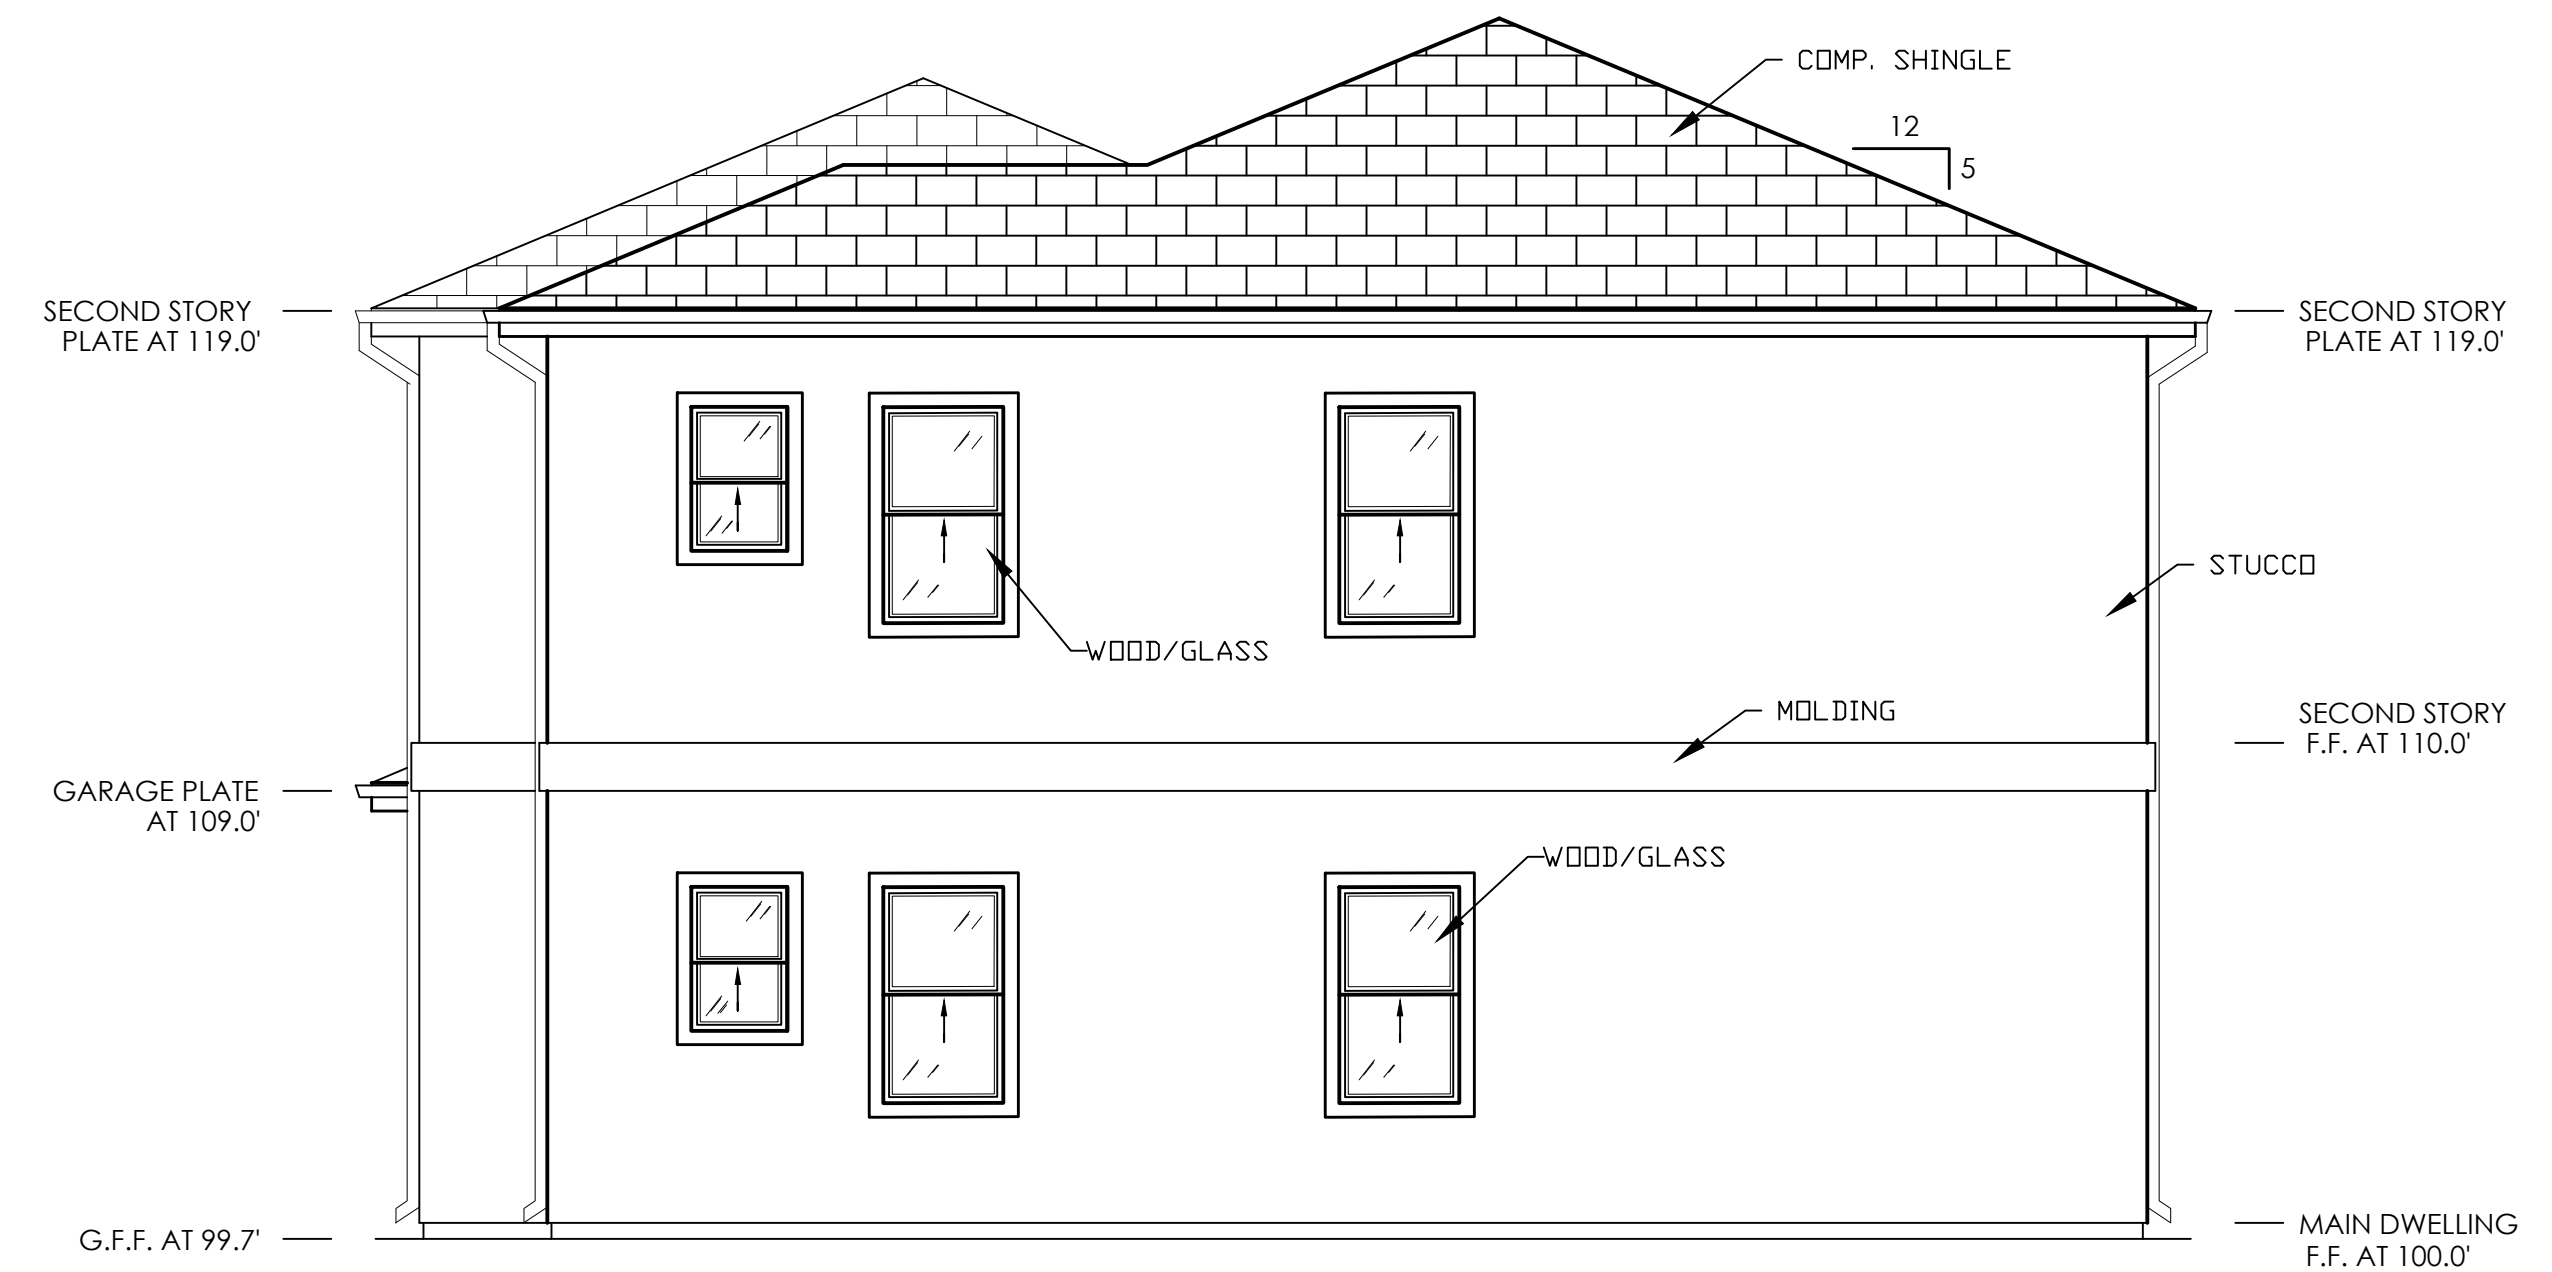 COMP. SHINGLE
12
5
SECOND STORY
PLATE AT 119.0'
SECOND STORY
PLATE AT 119.0'
STUCCO
WOOD/GLASS
MOLDING
SECOND STORY
F.F. AT 110.0'
GARAGE PLATE
AT 109.0'
WOOD/GLASS
G.F.F. AT 99.7'
MAIN DWELLING
F.F. AT 100.0'